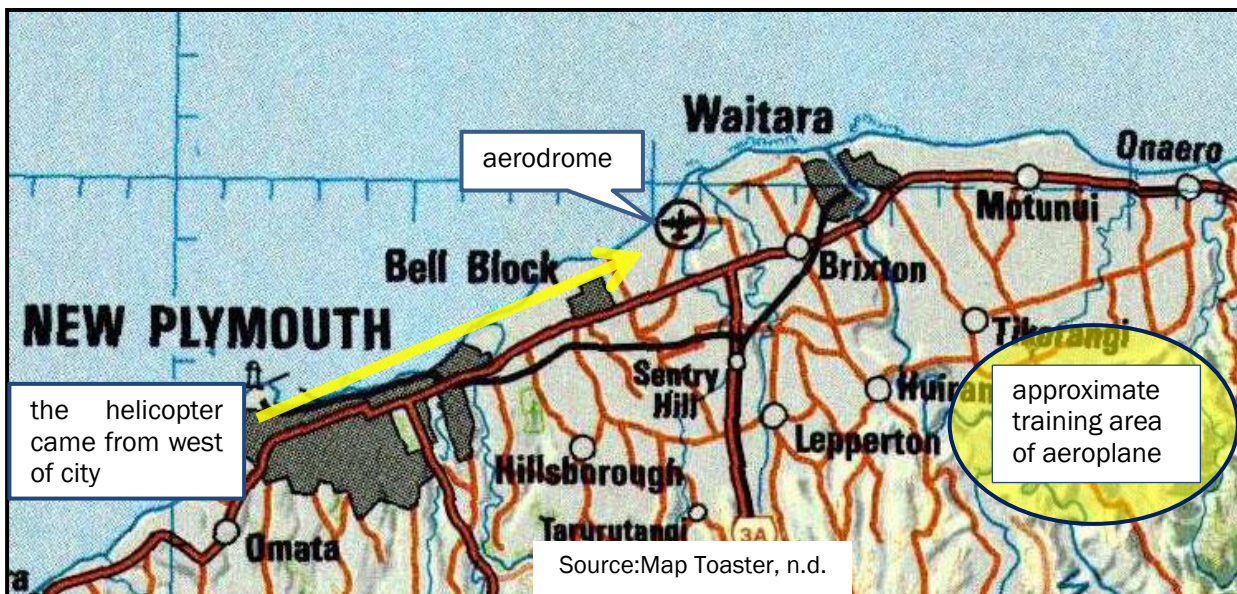 Waitara
Onaero
aerodrome
Motunui
Bell Block
Brixton
NEW PLYMOUTH
Tikorangi
the helicopter
came from west
of city
Sentry
Hill
approximate
training area
of aeroplane
Lepperton
Hillsborough
Tarurutangi
3A
Omata
Source:Map Toaster, n.d.